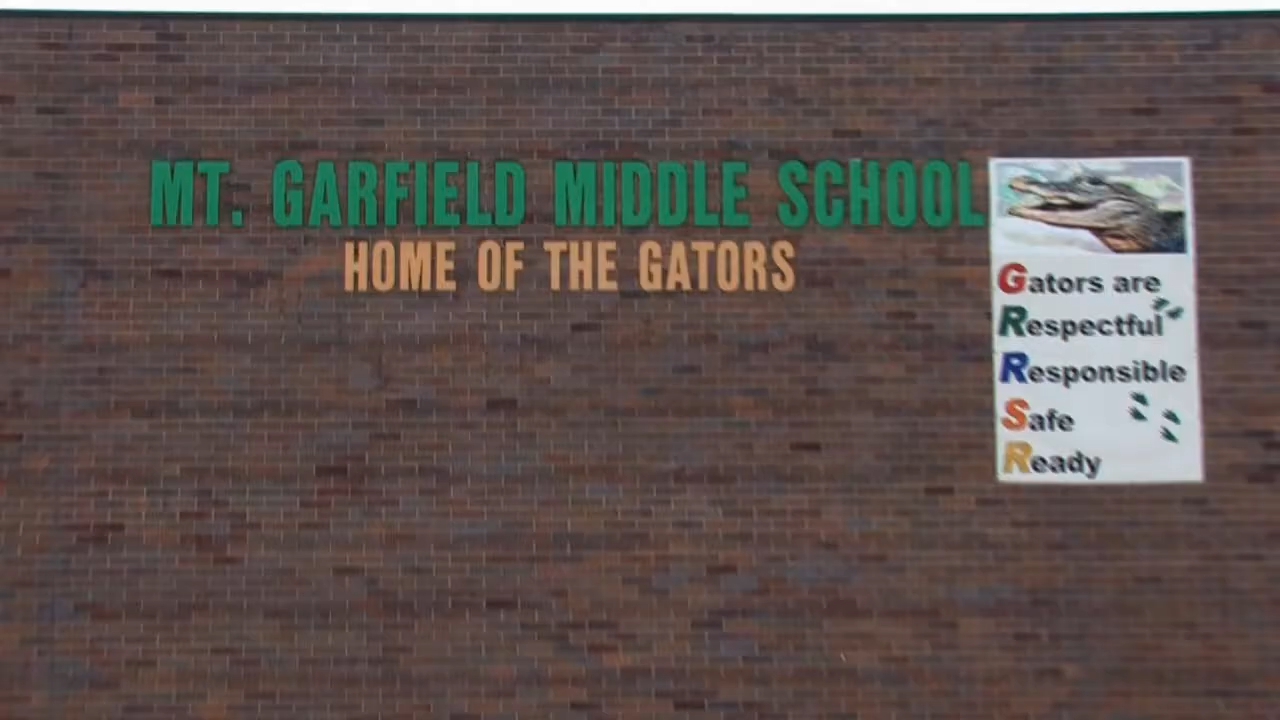 MT. GARFIELD MIDDLE SCHOOL
HOME OF THE GATORS
Gators are
Respectful
Responsible
Safe
Ready